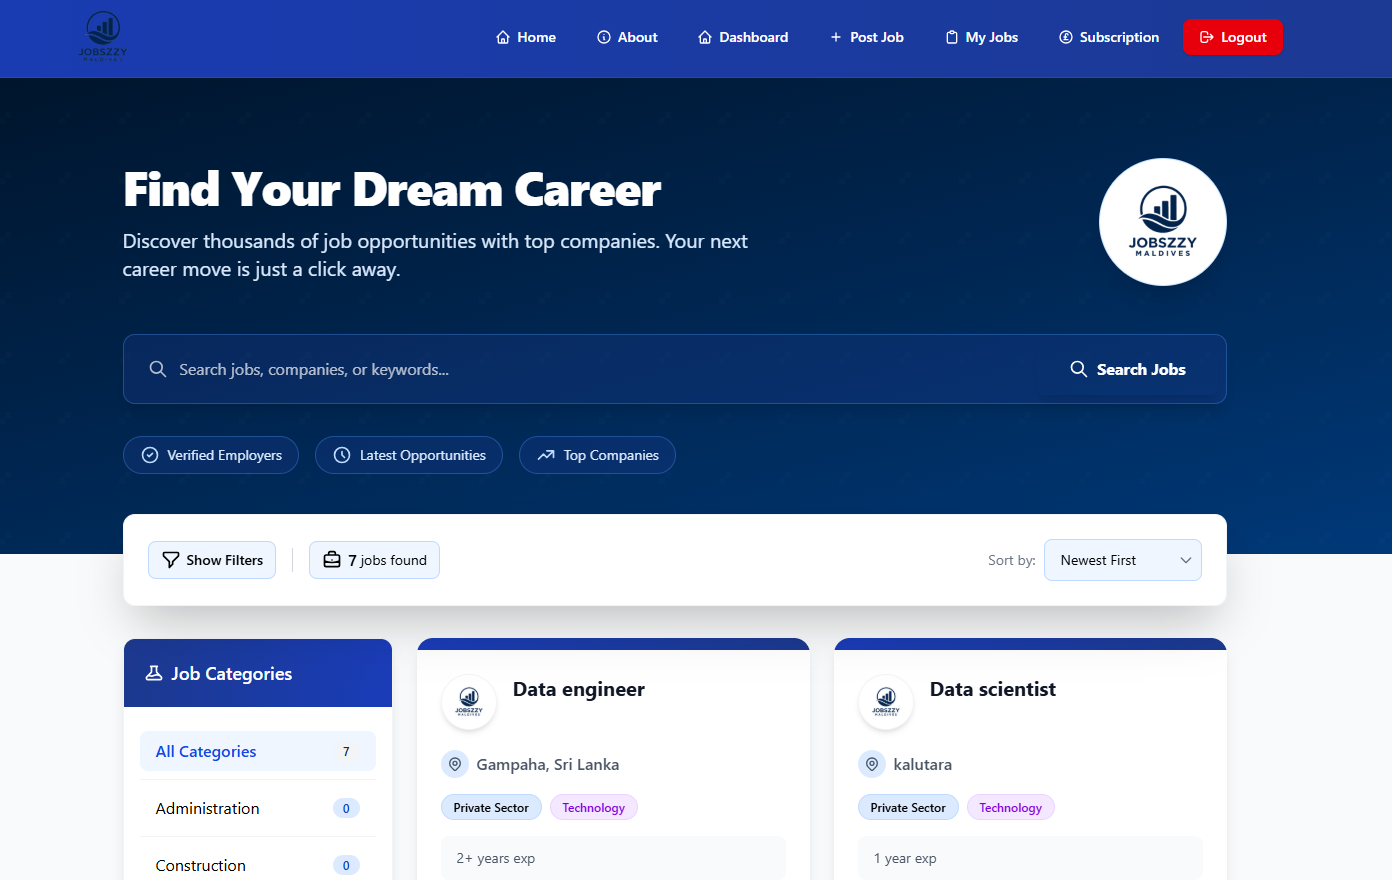 JOBSZZY
MALDIVES
Home
About
Dashboard
Post Job
My Jobs
Subscription
Logout
Find Your Dream Career
Discover thousands of job opportunities with top companies. Your next
career move is just a click away.
JOBSZZY
MALDIVES
Search jobs, companies, or keywords...
Search Jobs
Verified Employers
Latest Opportunities
Top Companies
Show Filters
7 jobs found
Sort by:
Newest First
Job Categories
All Categories 7
Administration 0
Construction 0
JOBSZZY
MALDIVES
Data engineer
Gampaha, Sri Lanka
Private Sector
Technology
2+ years exp
JOBSZZY
MALDIVES
Data scientist
kalutara
Private Sector
Technology
1 year exp